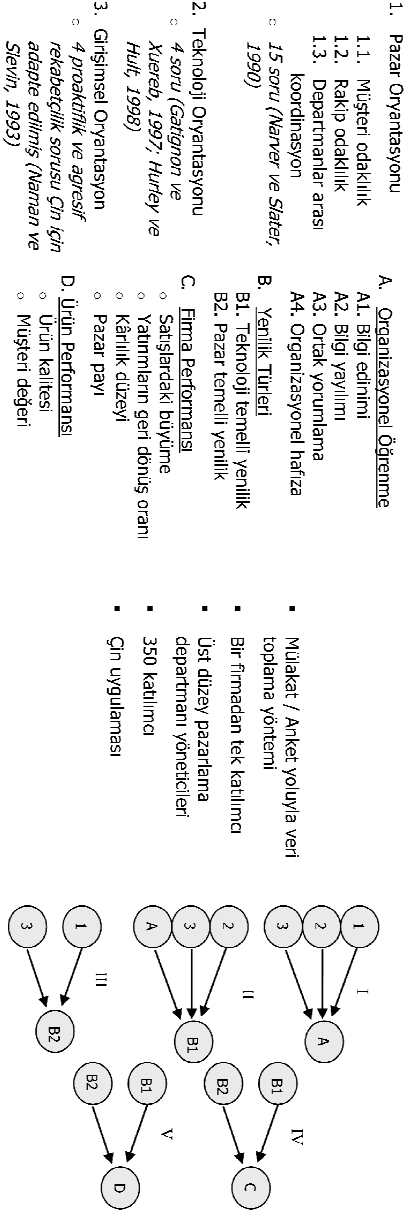 1. Pazar Oryantasyonu
1.1. Müşteri odaklılık
1.2. Rakip odaklılık
1.3. Departmanlar arası
koordinasyon
○ 15 soru (Narver ve Slater,
1990)
2. Teknoloji Oryantasyonu
○ 4 soru (Gatignon ve
Xuereb, 1997; Hurley ve
Hult, 1998)
3. Girişimsel Oryantasyon
○ 4 proaktiflik ve agresif
rekabetçilik sorusu Çin için
adapte edilmiş (Naman ve
Slevin, 1993)
A. Organizasyonel Öğrenme
A1. Bilgi edinimi
A2. Bilgi yayılımı
A3. Ortak yorumlama
A4. Organizasyonel hafıza
B. Yenilik Türleri
B1. Teknoloji temelli yenilik
B2. Pazar temelli yenilik
C. Firma Performansı
○ Satışlardaki büyüme
○ Yatırımların geri dönüş oranı
○ Kârlılık düzeyi
○ Pazar payı
D. Ürün Performansı
○ Ürün kalitesi
○ Müşteri değeri
▪ Mülakat / Anket yoluyla veri
toplama yöntemi
▪ Bir firmadan tek katılımcı
▪ Üst düzey pazarlama
departmanı yöneticileri
▪ 350 katılımcı
▪ Çin uygulaması
I
1
2
3
A
II
2
3
A
B1
III
1
3
B2
IV
B1
B2
C
V
B1
B2
D